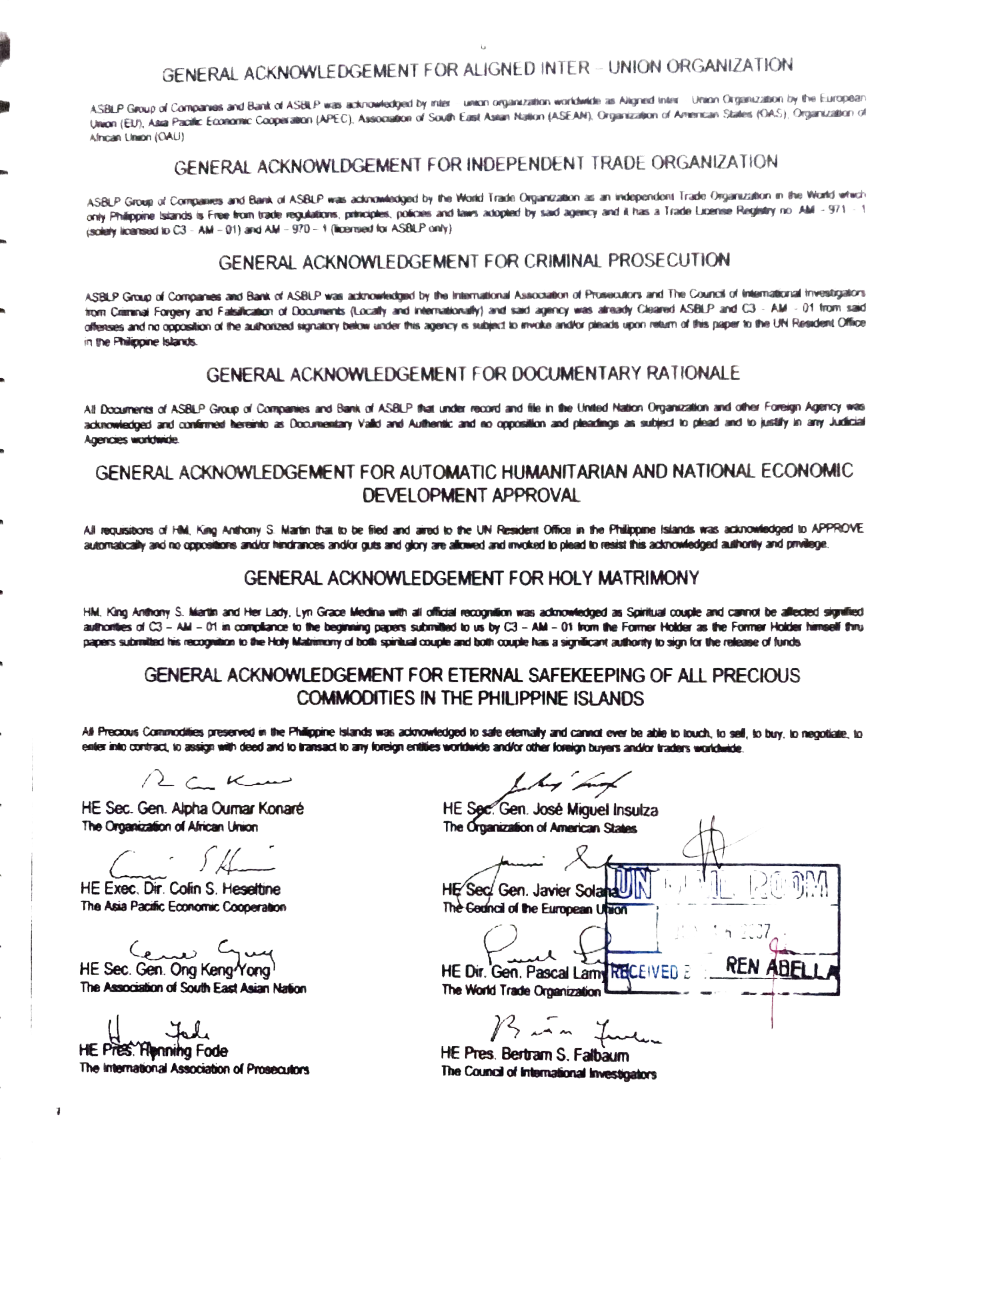 GENERAL ACKNOWLEDGEMENT FOR ALIGNED INTER – UNION ORGANIZATION
ASBLP Group of Companies and Bank of ASBLP was acknowledged by inter union organization worldwide as Aligned Inter Union Organization by the European
Union (EU), Asia Pacific Economic Cooperation (APEC), Association of South East Asean Nation (ASEAN), Organization of American States (OAS), Organization of
African Union (OAU)
GENERAL ACKNOWLDGEMENT FOR INDEPENDENT TRADE ORGANIZATION
ASBLP Group of Companies and Bank of ASBLP was acknowledged by the World Trade Organization as an independent Trade Organization in the World which
only Philippine Islands is Free from trade regulations, principles, policies and laws adopted by said agency and it has a Trade License Registry no. AM - 971 - 1
(solely licensed to C3 - AM - 01) and AM - 970 - 1 (licensed for ASBLP only)
GENERAL ACKNOWLEDGEMENT FOR CRIMINAL PROSECUTION
ASBLP Group of Companies and Bank of ASBLP was acknowledged by the International Association of Prosecutors and The Council of International Investigators
from Criminal Forgery and Falsification of Documents (Locally and internationally) and said agency was already Cleared ASBLP and C3 - AM - 01 from said
offenses and no opposition of the authorized signatory below under this agency is subject to invoke and/or pleads upon return of this paper to the UN Resident Office
in the Philippine Islands.
GENERAL ACKNOWLEDGEMENT FOR DOCUMENTARY RATIONALE
All Documents of ASBLP Group of Companies and Bank of ASBLP that under record and file in the United Nation Organization and other Foreign Agency was
acknowledged and confirmed hereinto as Documentary Valid and Authentic and no opposition and pleadings as subject to plead and to justify in any Judicial
Agencies worldwide.
GENERAL ACKNOWLEDGEMENT FOR AUTOMATIC HUMANITARIAN AND NATIONAL ECONOMIC
DEVELOPMENT APPROVAL
All requisitions of HM, King Anthony S. Martin that to be filed and aired to the UN Resident Office in the Philippine Islands was acknowledged to APPROVE
automatically and no oppositions and/or hindrances and/or guts and glory are allowed and invoked to plead to resist this acknowledged authority and privilege.
GENERAL ACKNOWLEDGEMENT FOR HOLY MATRIMONY
HM, King Anthony S. Martin and Her Lady, Lyn Grace Medina with all official recognition was acknowledged as Spiritual couple and cannot be affected signified
authorities of C3 – AM – 01 in compliance to the beginning papers submitted to us by C3 – AM – 01 from the Former Holder as the Former Holder himself thru
papers submitted his recognition to the Holy Matrimony of both spiritual couple and both couple has a significant authority to sign for the release of funds
GENERAL ACKNOWLEDGEMENT FOR ETERNAL SAFEKEEPING OF ALL PRECIOUS
COMMODITIES IN THE PHILIPPINE ISLANDS
All Precious Commodities preserved in the Philippine Islands was acknowledged to safe eternally and cannot ever be able to touch, to sell, to buy, to negotiate, to
enter into contract, to assign with deed and to transact to any foreign entities worldwide and/or other foreign buyers and/or traders worldwide.
HE Sec. Gen. Alpha Oumar Konaré
The Organization of African Union
HE Sec. Gen. José Miguel Insulza
The Organization of American States
HE Exec. Dir. Colin S. Heseltine
The Asia Pacific Economic Cooperation
HE Sec. Gen. Javier Solana
The Council of the European Union
UN MAIL ROOM
2007
RECEIVED
REN ABELLA
HE Sec. Gen. Ong Keng Yong
The Association of South East Asian Nation
HE Dir. Gen. Pascal Lamy
The World Trade Organization
HE Pres. Henning Fode
The International Association of Prosecutors
HE Pres. Bertram S. Falbaum
The Council of International Investigators